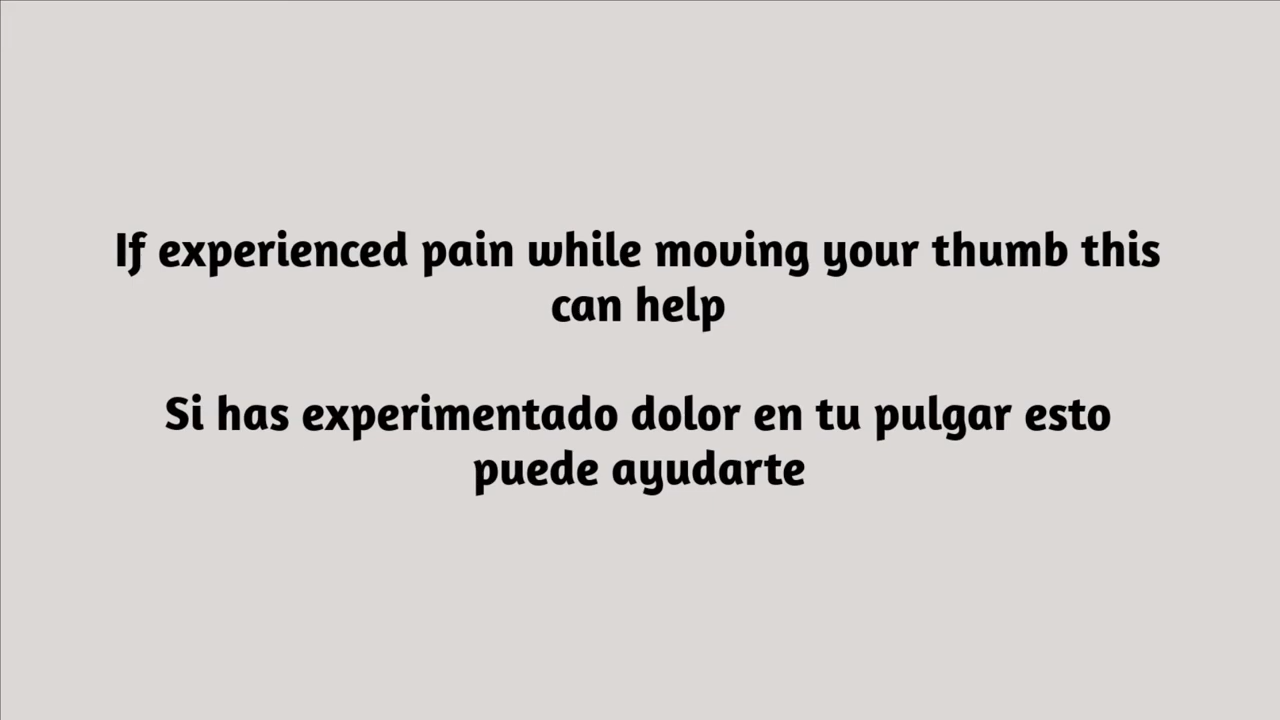 If experienced pain while moving your thumb this
can help
Si has experimentado dolor en tu pulgar esto
puede ayudarte